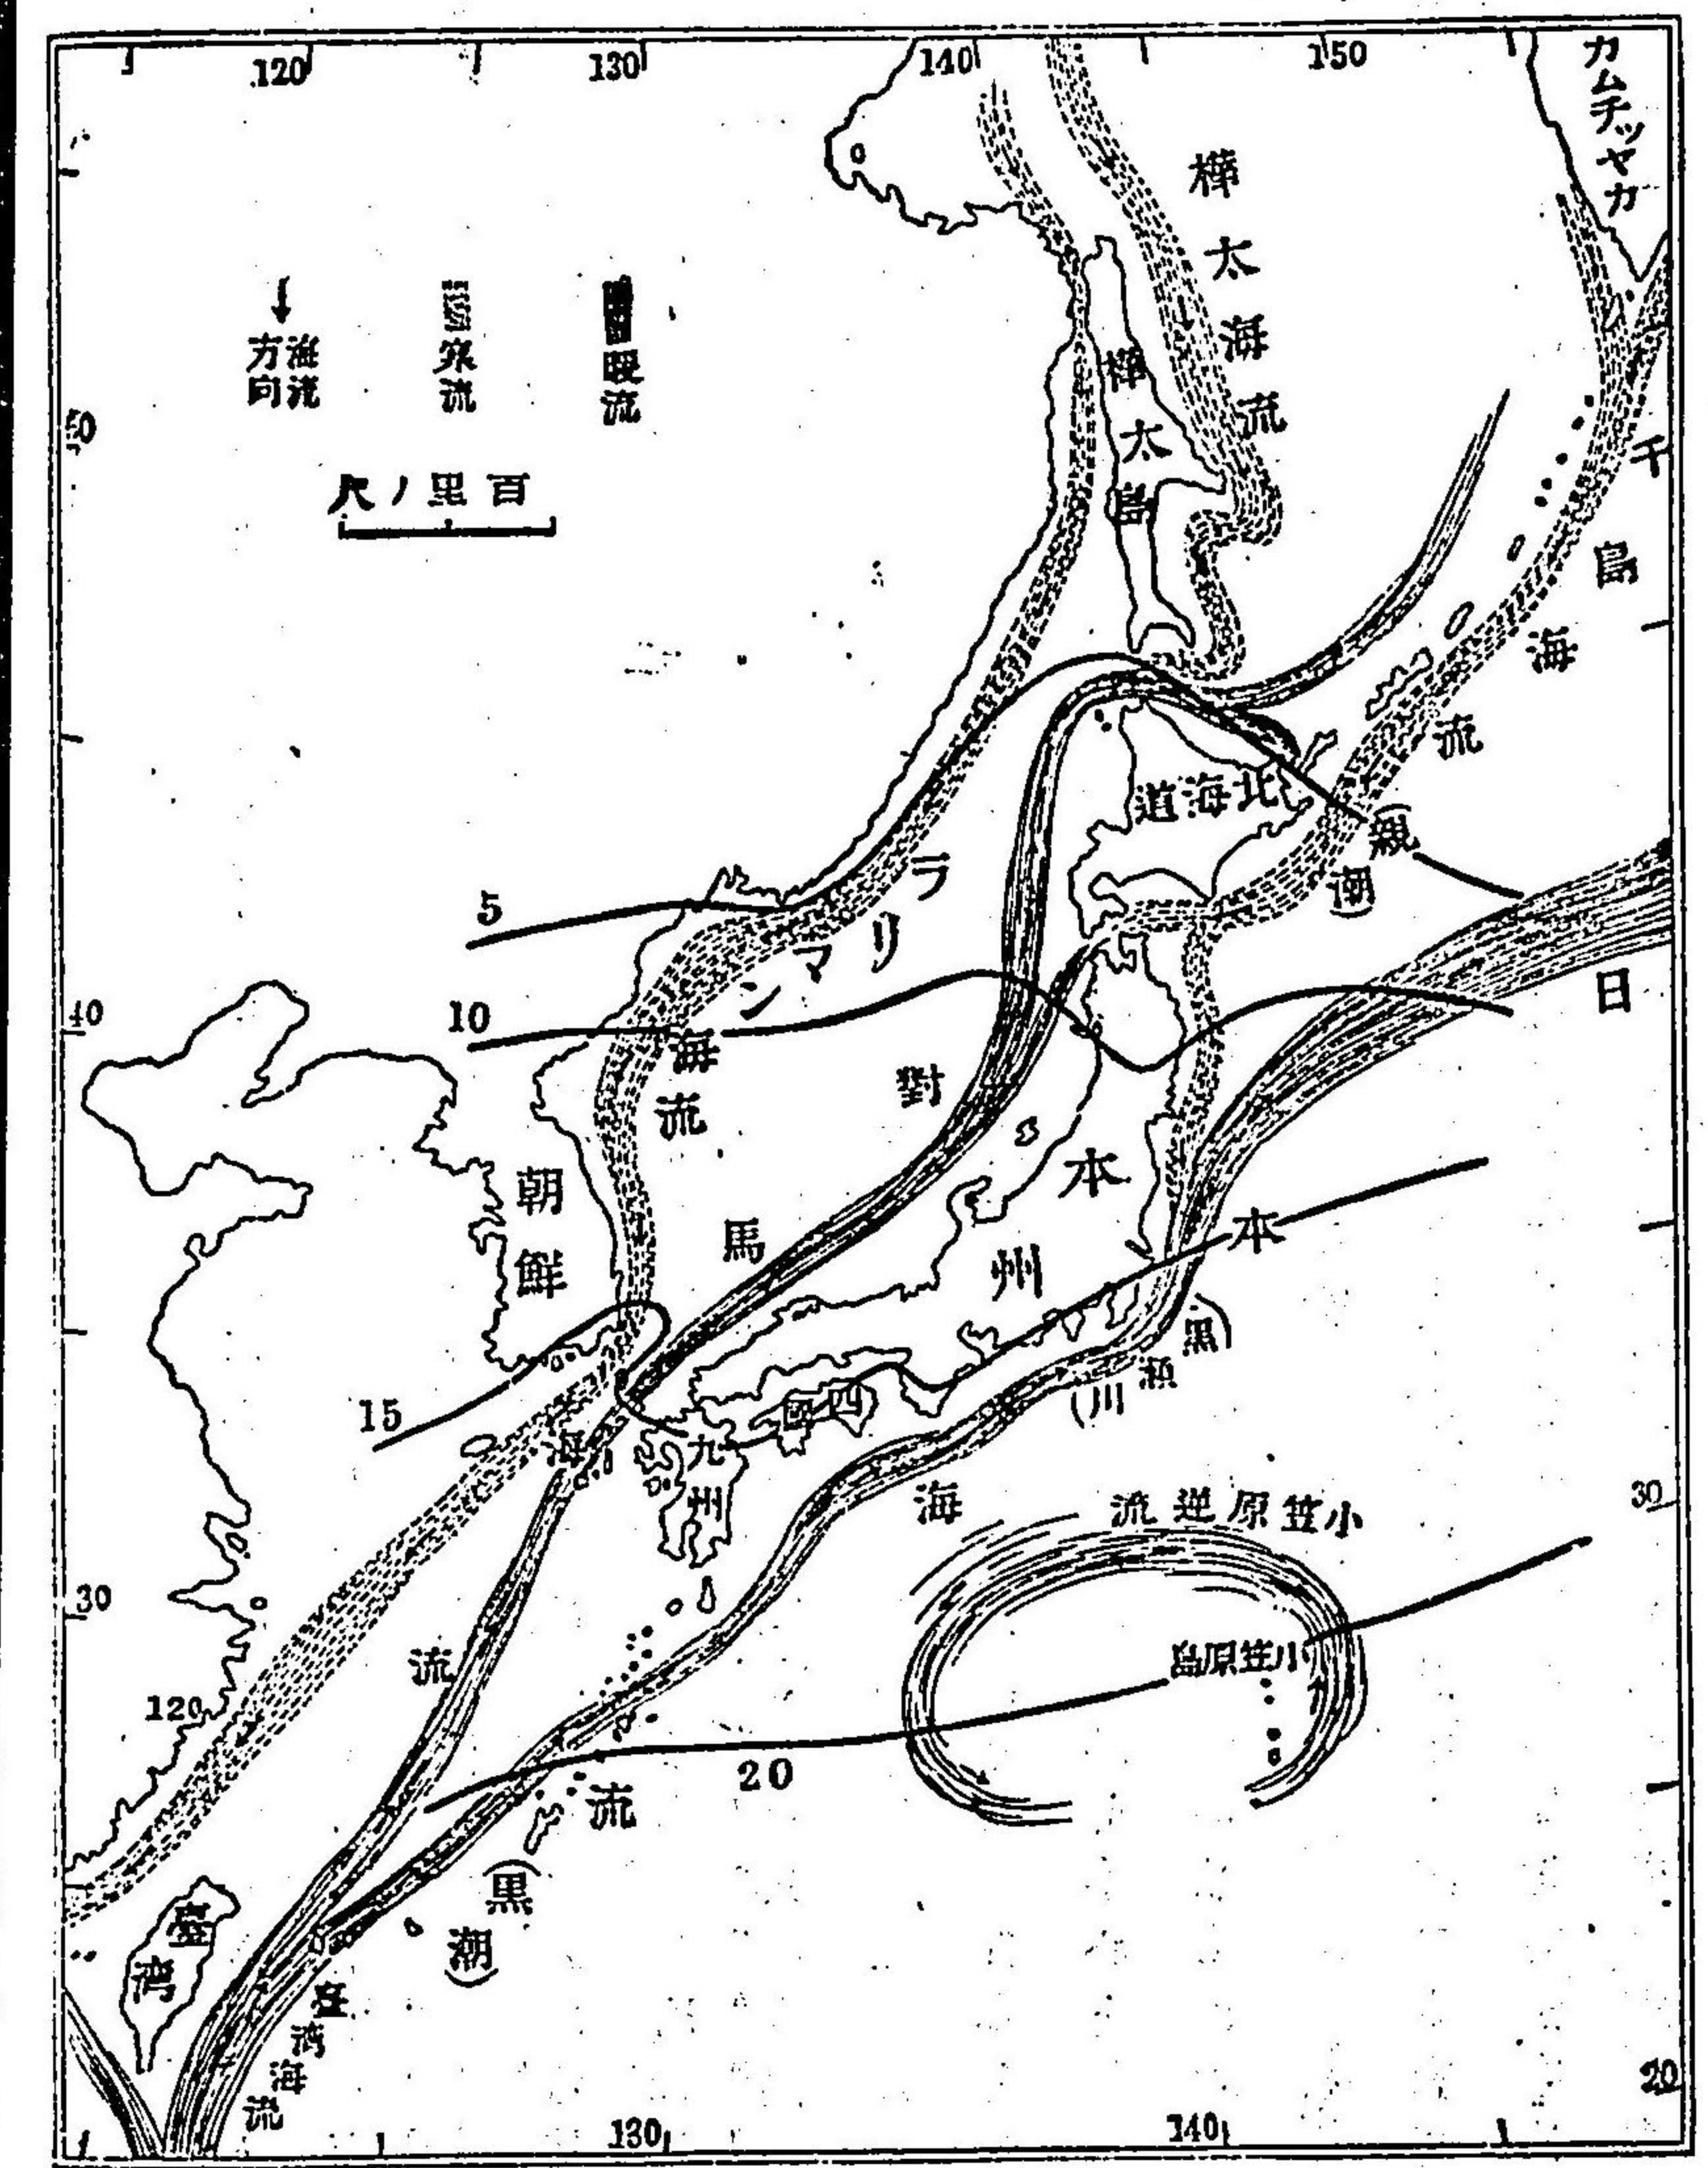 120
130
140
150
カムチャツカ
樺太海流
海流方向
寒流
暖流
百里ノ尺
50
樺太島
千島海流
(親潮)
北海道
5
リマン海流
10
40
日本海流
對馬海流
朝鮮
本州
15
(黒瀬川)
四國
九州
小笠原逆流
30
30
小笠原島
120
20
(黒潮)
臺湾
臺湾海流
20
130
140